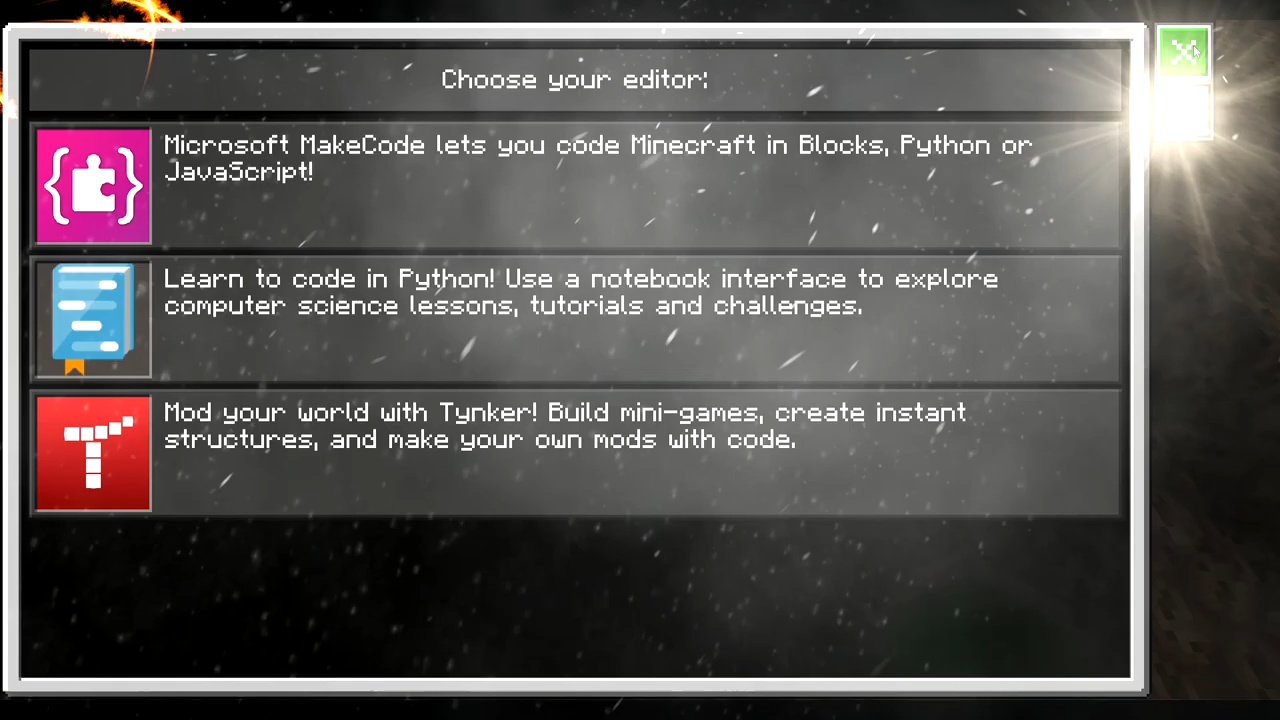 Choose your editor:
Microsoft MakeCode lets you code Minecraft in Blocks, Python or
JavaScript!
Learn to code in Python! Use a notebook interface to explore
computer science lessons, tutorials and challenges.
Mod your world with Tynker! Build mini-games, create instant
structures, and make your own mods with code.